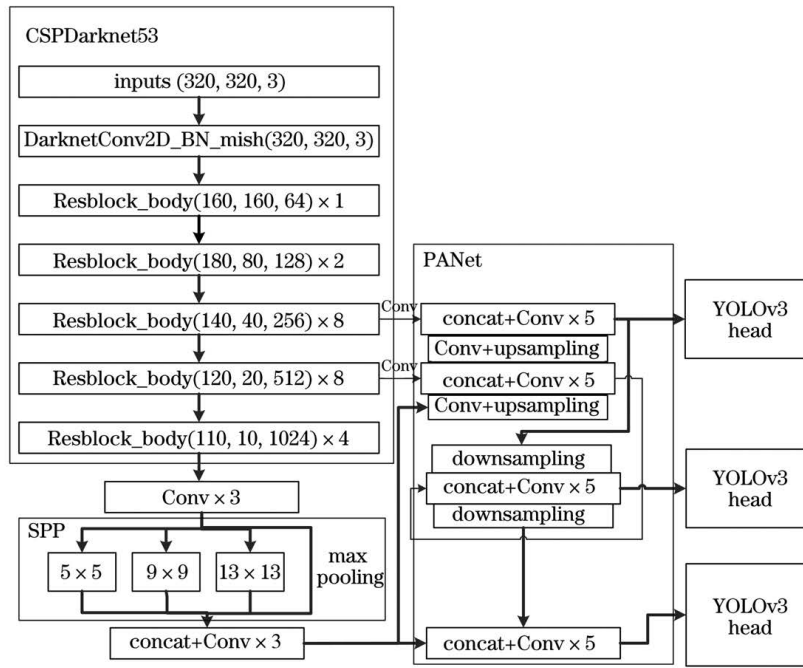 CSPDarknet53
inputs (320, 320, 3)
DarknetConv2D_BN_mish(320, 320, 3)
Resblock_body(160, 160, 64) × 1
Resblock_body(180, 80, 128) × 2
Resblock_body(140, 40, 256) × 8
Resblock_body(120, 20, 512) × 8
Resblock_body(110, 10, 1024) × 4
Conv × 3
SPP
5 × 5
9 × 9
13 × 13
max
pooling
concat+Conv × 3
Conv
Conv
PANet
concat+Conv × 5
Conv+upsampling
concat+Conv × 5
Conv+upsampling
downsampling
concat+Conv × 5
downsampling
concat+Conv × 5
YOLOv3
head
YOLOv3
head
YOLOv3
head